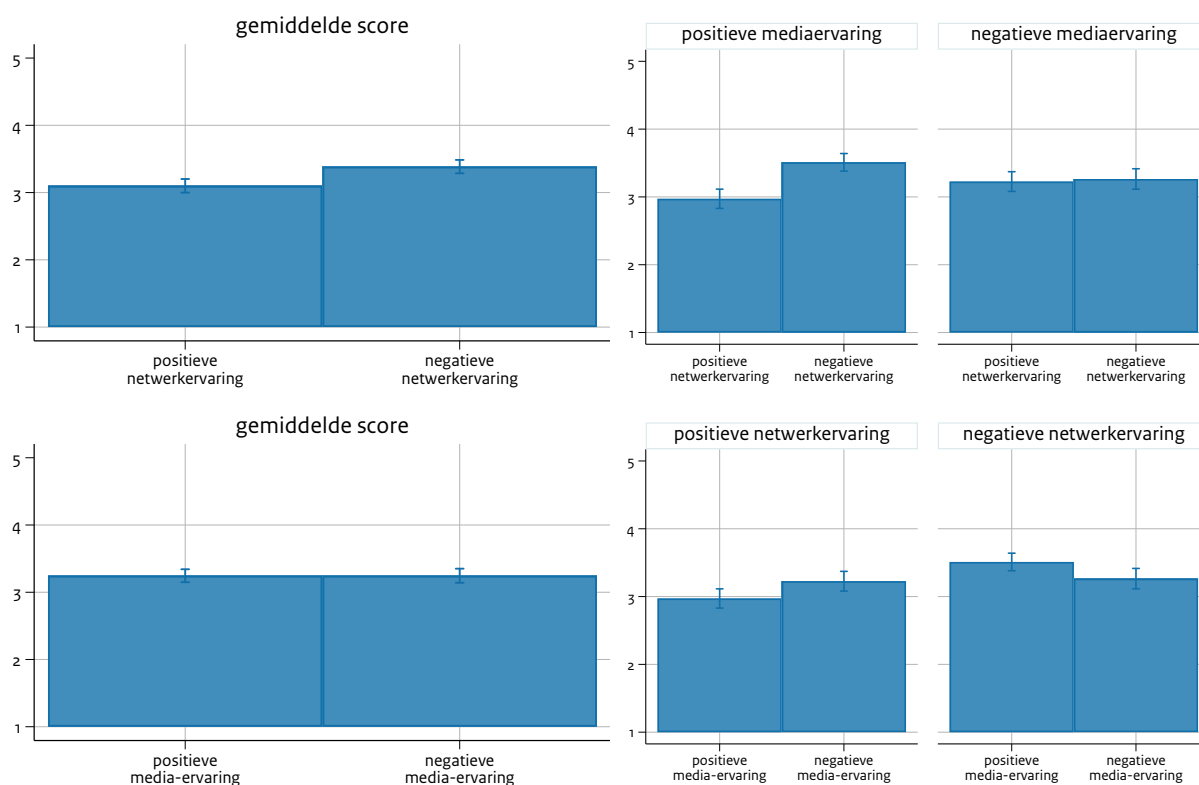 gemiddelde score
5
4
3
2
1
positieve
netwerkervaring
negatieve
netwerkervaring
positieve mediaervaring
negatieve mediaervaring
5
4
3
2
1
positieve
netwerkervaring
negatieve
netwerkervaring
positieve
netwerkervaring
negatieve
netwerkervaring
gemiddelde score
5
4
3
2
1
positieve
media-ervaring
negatieve
media-ervaring
positieve netwerkervaring
negatieve netwerkervaring
5
4
3
2
1
positieve
media-ervaring
negatieve
media-ervaring
positieve
media-ervaring
negatieve
media-ervaring